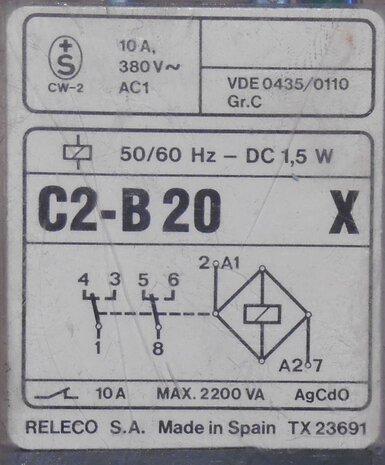 +
S
CW-2
10 A,
380 V~
AC1
VDE 0435/0110
Gr.C
50/60 Hz – DC 1,5 W
C2-B 20 X
2 A1
4 3 5 6
1 8
A2 7
10 A MAX. 2200 VA AgCdO
RELECO S.A. Made in Spain TX 23691